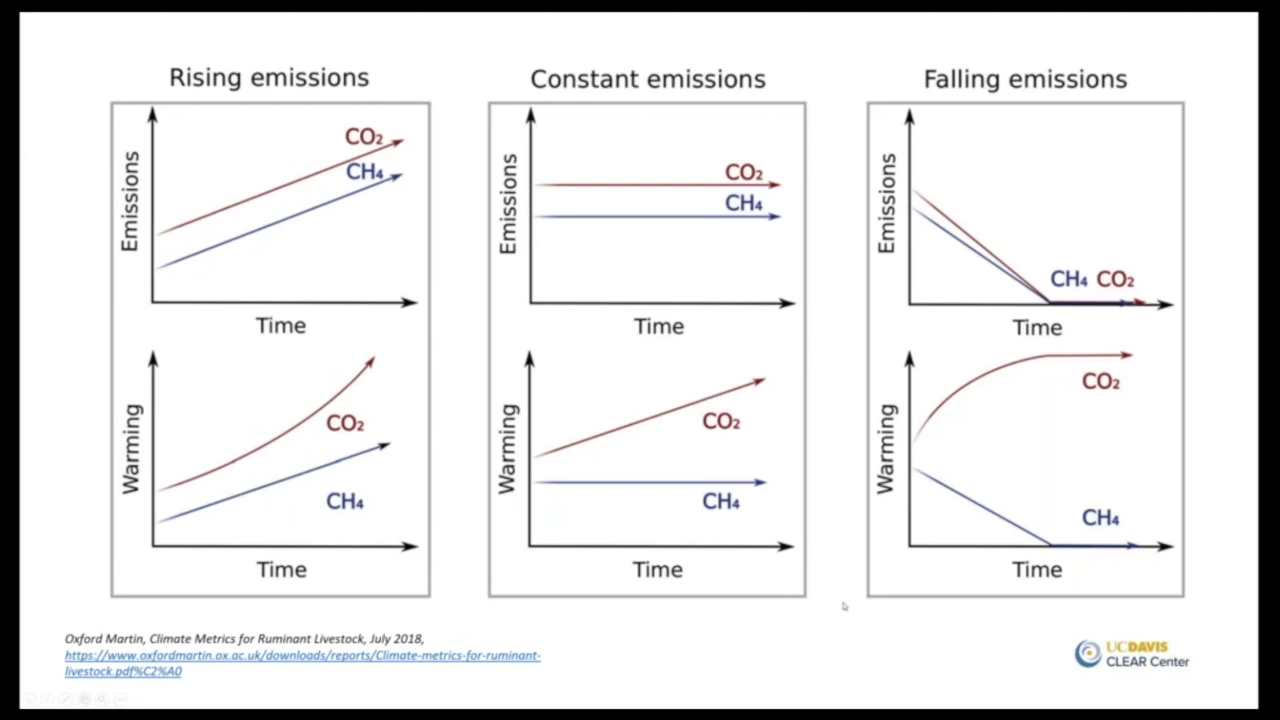 Rising emissions
Constant emissions
Falling emissions
Emissions
CO₂
CH₄
Time
Emissions
CO₂
CH₄
Time
Emissions
CH₄ CO₂
Time
Warming
CO₂
CH₄
Time
Warming
CO₂
CH₄
Time
Warming
CO₂
CH₄
Time
Oxford Martin, Climate Metrics for Ruminant Livestock, July 2018,
https://www.oxfordmartin.ox.ac.uk/downloads/reports/Climate-metrics-for-ruminant-
livestock.pdf%C2%A0
UCDAVIS
CLEAR Center